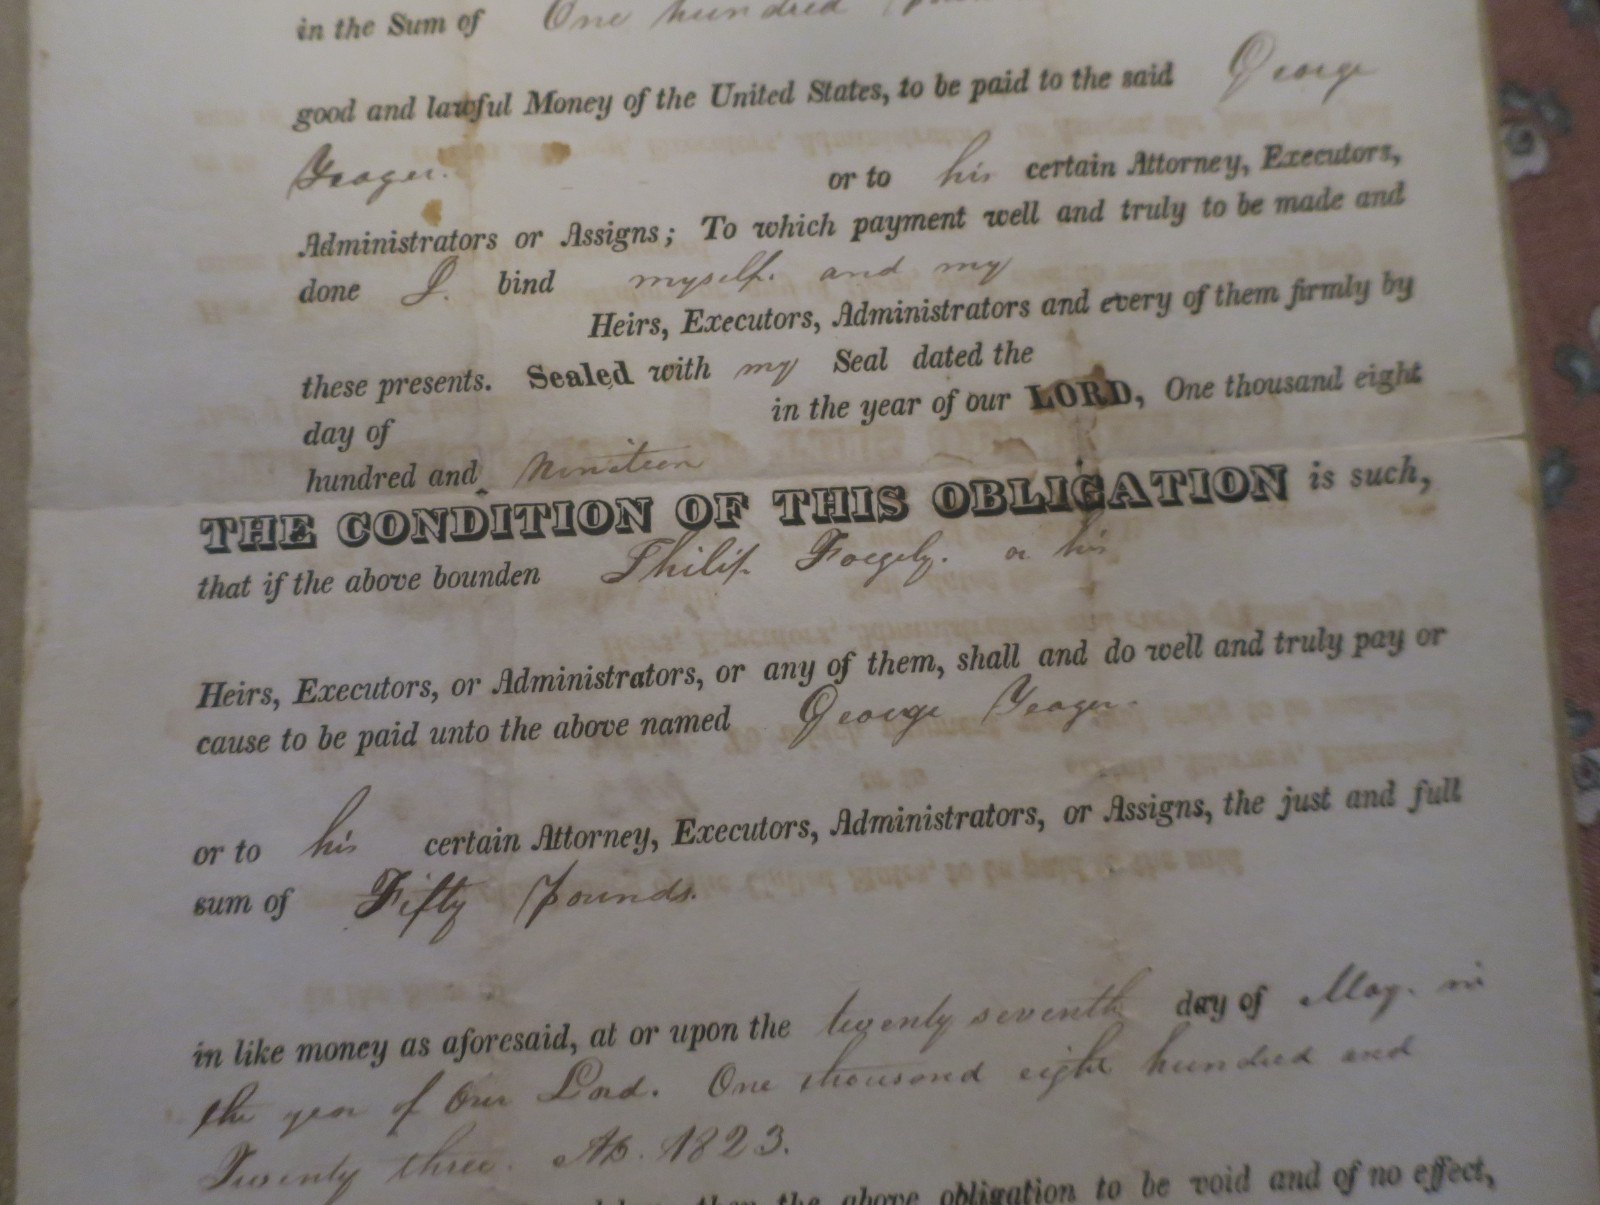 in the Sum of One hundred
good and lawful Money of the United States, to be paid to the said George
Yeager. or to his certain Attorney, Executors,
Administrators or Assigns; To which payment well and truly to be made and
done I. bind myself. and my
Heirs, Executors, Administrators and every of them firmly by
these presents. Sealed with my Seal dated the
day of in the year of our LORD, One thousand eight
hundred and nineteen
THE CONDITION OF THIS OBLIGATION is such,
that if the above bounden Philip Foegely. or his
Heirs, Executors, or Administrators, or any of them, shall and do well and truly pay or
cause to be paid unto the above named George Yeager.
or to his certain Attorney, Executors, Administrators, or Assigns, the just and full
sum of Fifty pounds.
in like money as aforesaid, at or upon the twenty seventh day of May. in
the year of Our Lord. One thousand eight hundred and
Twenty three. AD. 1823.
then the above obligation to be void and of no effect,